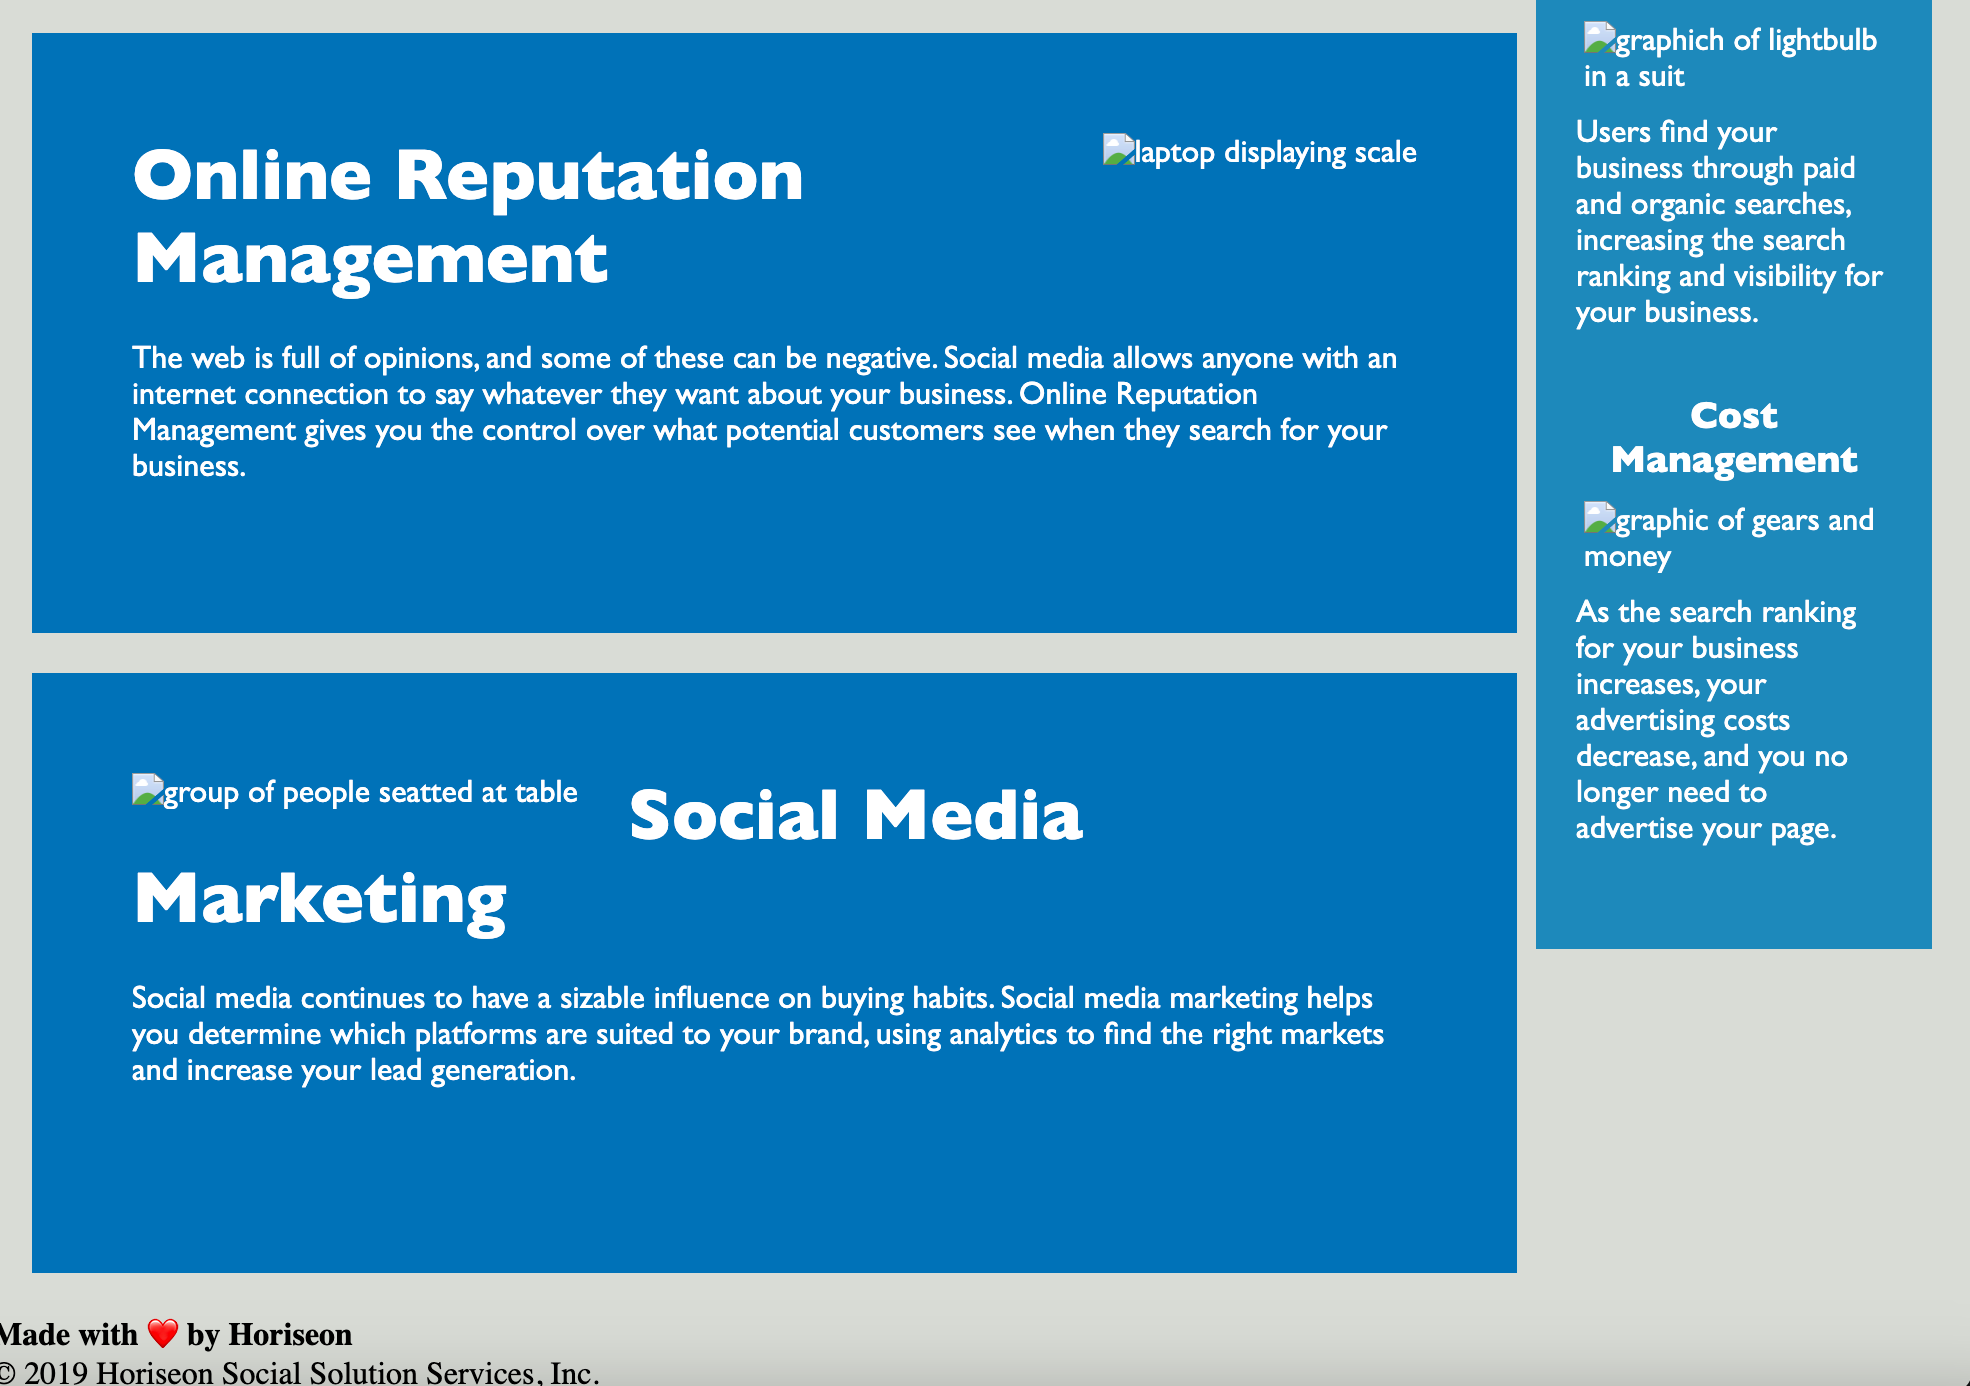 Online Reputation
Management
laptop displaying scale
The web is full of opinions, and some of these can be negative. Social media allows anyone with an
internet connection to say whatever they want about your business. Online Reputation
Management gives you the control over what potential customers see when they search for your
business.
group of people seatted at table
Social Media
Marketing
Social media continues to have a sizable influence on buying habits. Social media marketing helps
you determine which platforms are suited to your brand, using analytics to find the right markets
and increase your lead generation.
graphich of lightbulb
in a suit
Users find your
business through paid
and organic searches,
increasing the search
ranking and visibility for
your business.
Cost
Management
graphic of gears and
money
As the search ranking
for your business
increases, your
advertising costs
decrease, and you no
longer need to
advertise your page.
Made with ❤️ by Horiseon
© 2019 Horiseon Social Solution Services, Inc.